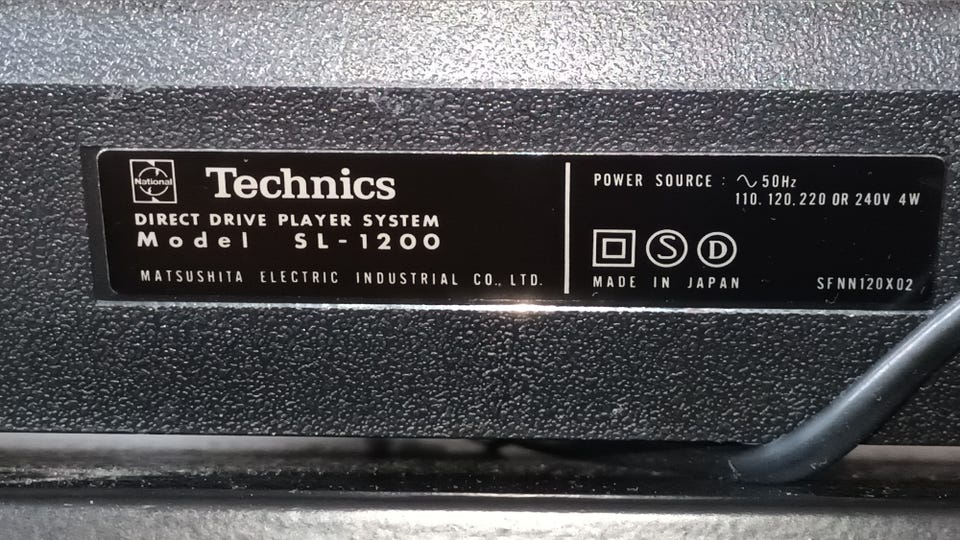 National
Technics
DIRECT DRIVE PLAYER SYSTEM
Model SL-1200
MATSUSHITA ELECTRIC INDUSTRIAL CO., LTD.
POWER SOURCE : ∿ 50Hz
110. 120. 220 OR 240V 4W
S D
MADE IN JAPAN
SFNN120X02